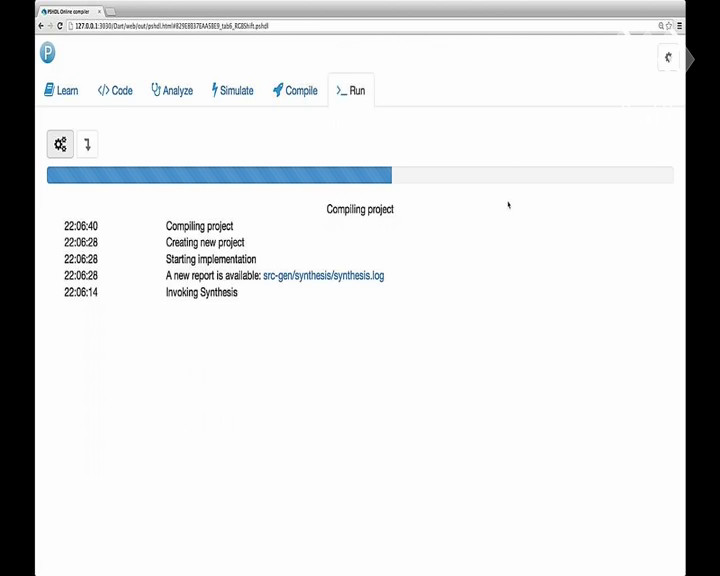 PSHDL Online compiler
127.0.0.1:3030/Dart/web/out/pshdl.html#829E8B37EAA5BE9_tab6_RGBShift.pshdl
P
Learn Code Analyze Simulate Compile >_ Run
Compiling project
22:06:40 Compiling project
22:06:28 Creating new project
22:06:28 Starting implementation
22:06:28 A new report is available: src-gen/synthesis/synthesis.log
22:06:14 Invoking Synthesis